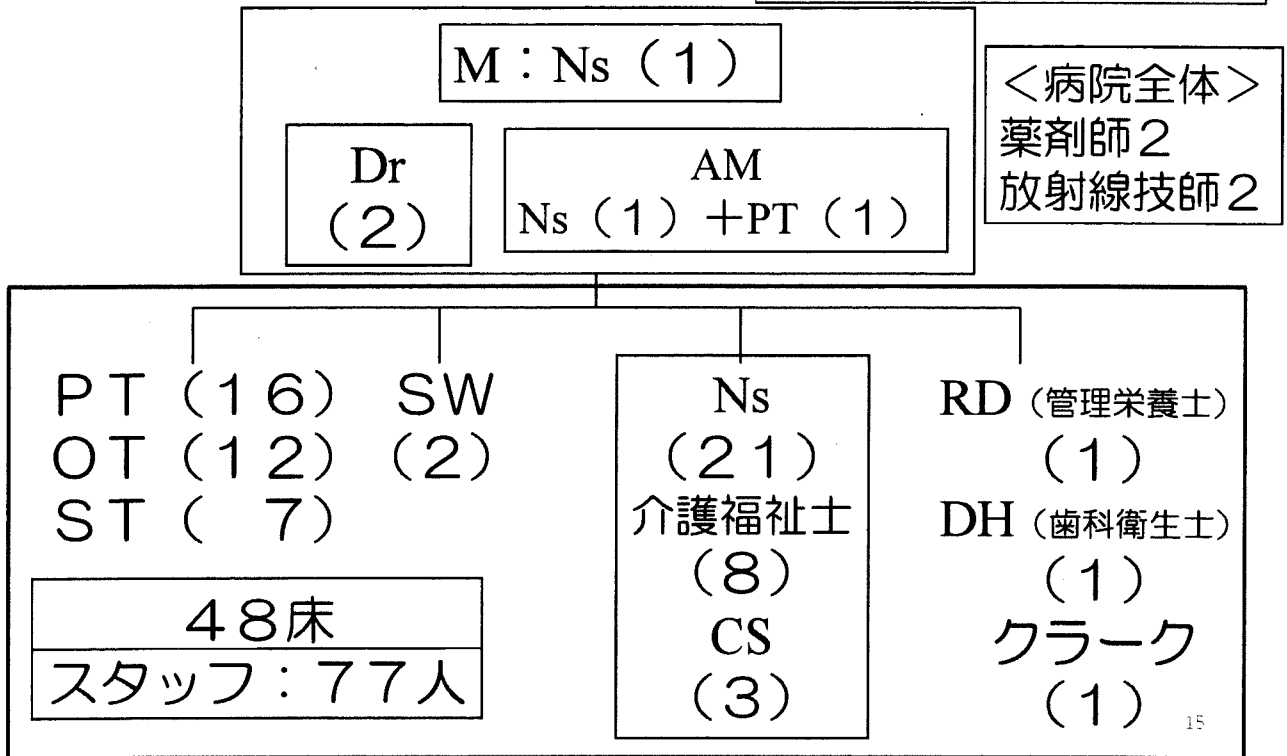 M：Ns（1）
Dr
（2）
AM
Ns（1）＋PT（1）
＜病院全体＞
薬剤師2
放射線技師2
PT（16）
OT（12）
ST（ 7）
SW
（2）
Ns
（21）
介護福祉士
（8）
CS
（3）
RD（管理栄養士）
（1）
DH（歯科衛生士）
（1）
クラーク
（1）
48床
スタッフ：77人
15